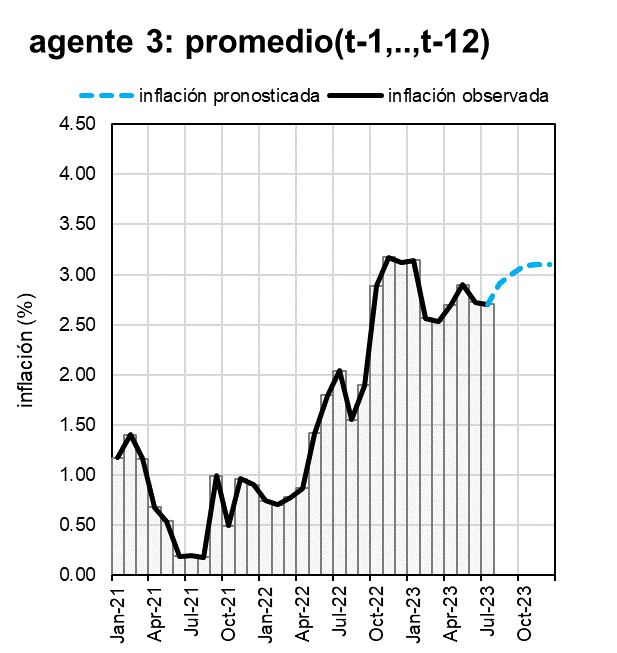 agente 3: promedio(t-1,..,t-12)
inflación pronosticada
inflación observada
4.50
4.00
3.50
3.00
2.50
2.00
1.50
1.00
0.50
0.00
inflación (%)
Jan-21
Apr-21
Jul-21
Oct-21
Jan-22
Apr-22
Jul-22
Oct-22
Jan-23
Apr-23
Jul-23
Oct-23